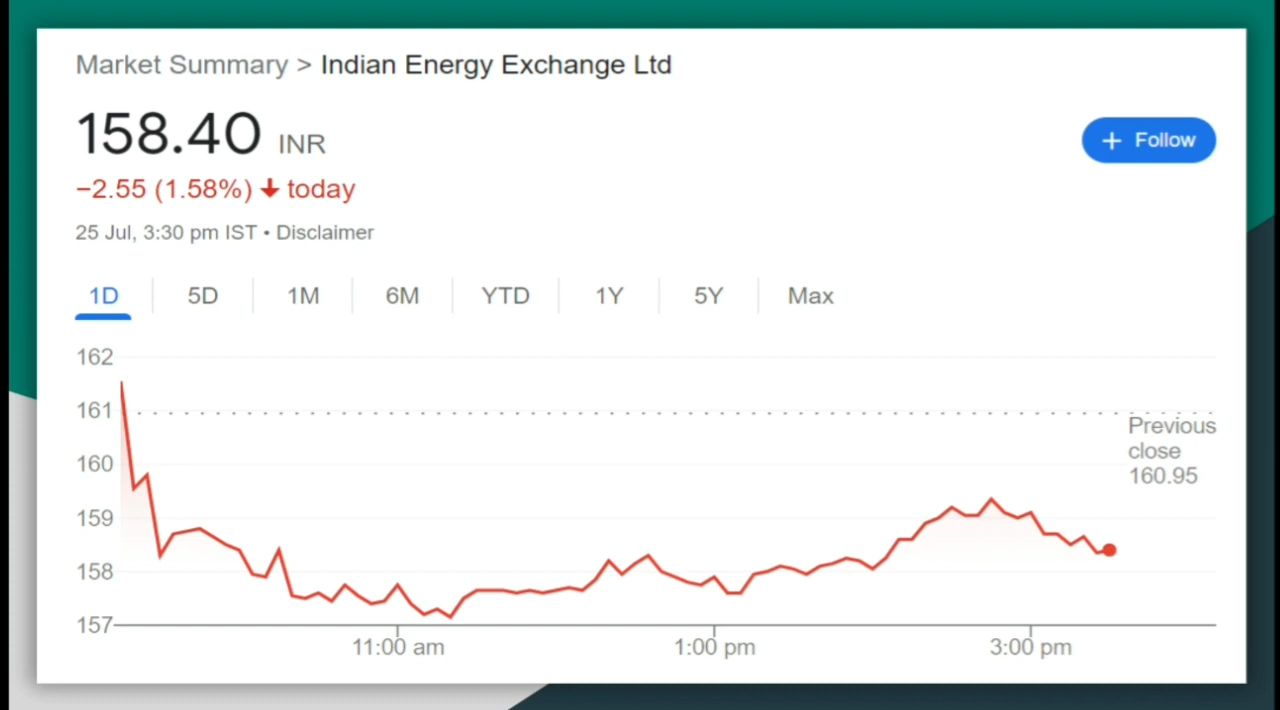 Market Summary > Indian Energy Exchange Ltd
158.40 INR
+ Follow
−2.55 (1.58%) ↓ today
25 Jul, 3:30 pm IST • Disclaimer
1D 5D 1M 6M YTD 1Y 5Y Max
162
161
160
159
158
157
Previous
close
160.95
11:00 am 1:00 pm 3:00 pm